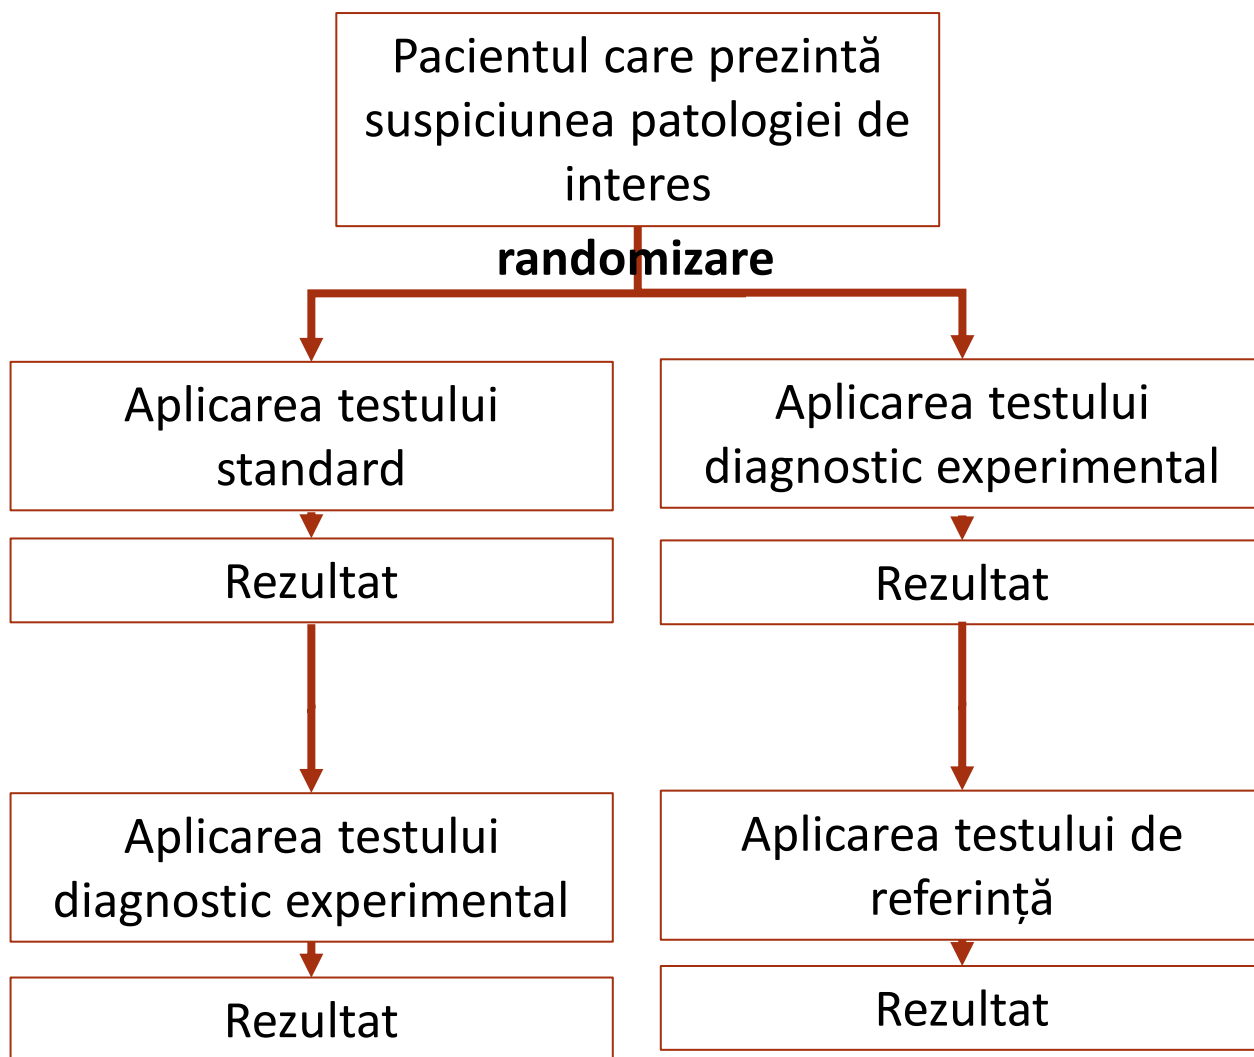 Pacientul care prezintă
suspiciunea patologiei de
interes
randomizare
Aplicarea testului
standard
Aplicarea testului
diagnostic experimental
Rezultat
Rezultat
Aplicarea testului
diagnostic experimental
Aplicarea testului de
referință
Rezultat
Rezultat